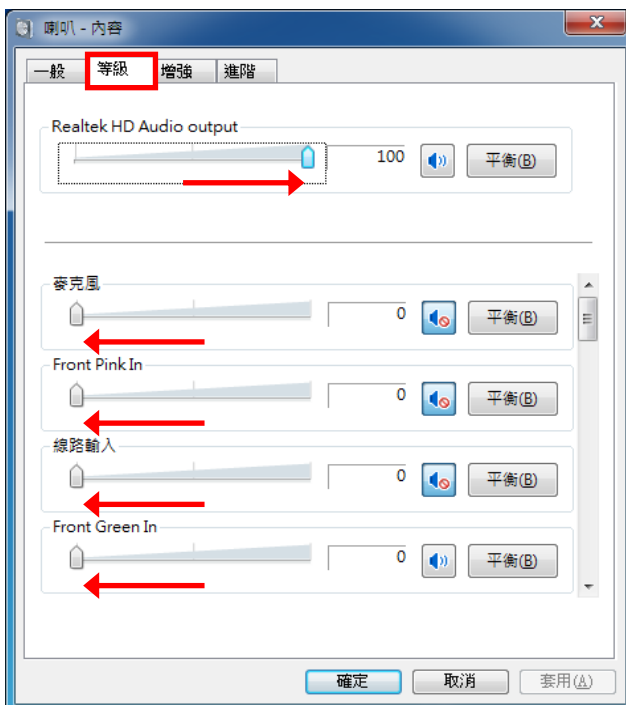 喇叭 - 內容
一般 等級 增強 進階
Realtek HD Audio output
100 平衡(B)
麥克風
0 平衡(B)
Front Pink In
0 平衡(B)
線路輸入
0 平衡(B)
Front Green In
0 平衡(B)
確定 取消 套用(A)